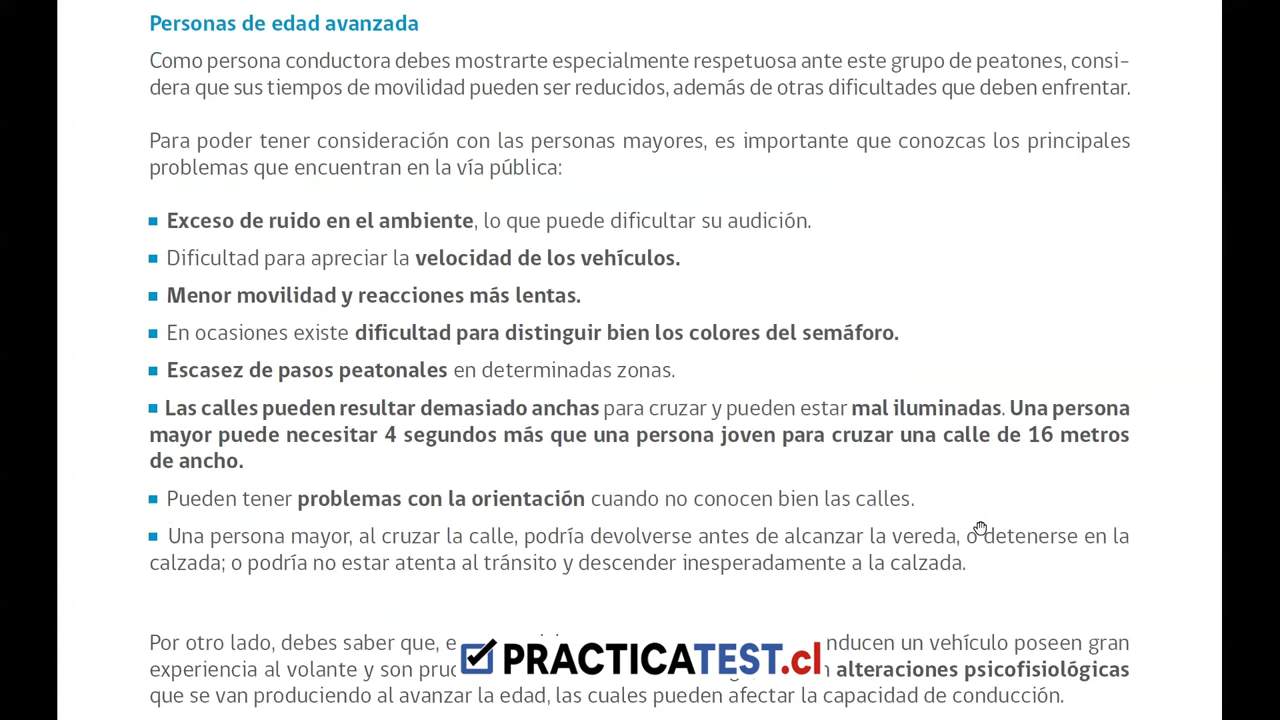 Personas de edad avanzada
Como persona conductora debes mostrarte especialmente respetuosa ante este grupo de peatones, consi-
dera que sus tiempos de movilidad pueden ser reducidos, además de otras dificultades que deben enfrentar.
Para poder tener consideración con las personas mayores, es importante que conozcas los principales
problemas que encuentran en la vía pública:
▪ Exceso de ruido en el ambiente, lo que puede dificultar su audición.
▪ Dificultad para apreciar la velocidad de los vehículos.
▪ Menor movilidad y reacciones más lentas.
▪ En ocasiones existe dificultad para distinguir bien los colores del semáforo.
▪ Escasez de pasos peatonales en determinadas zonas.
▪ Las calles pueden resultar demasiado anchas para cruzar y pueden estar mal iluminadas. Una persona
mayor puede necesitar 4 segundos más que una persona joven para cruzar una calle de 16 metros
de ancho.
▪ Pueden tener problemas con la orientación cuando no conocen bien las calles.
▪ Una persona mayor, al cruzar la calle, podría devolverse antes de alcanzar la vereda, o detenerse en la
calzada; o podría no estar atenta al tránsito y descender inesperadamente a la calzada.
Por otro lado, debes saber que, un vehículo poseen gran
experiencia al volante y son alteraciones psicofisiológicas
PRACTICATEST.cl
que se van produciendo al avanzar la edad, las cuales pueden afectar la capacidad de conducción.